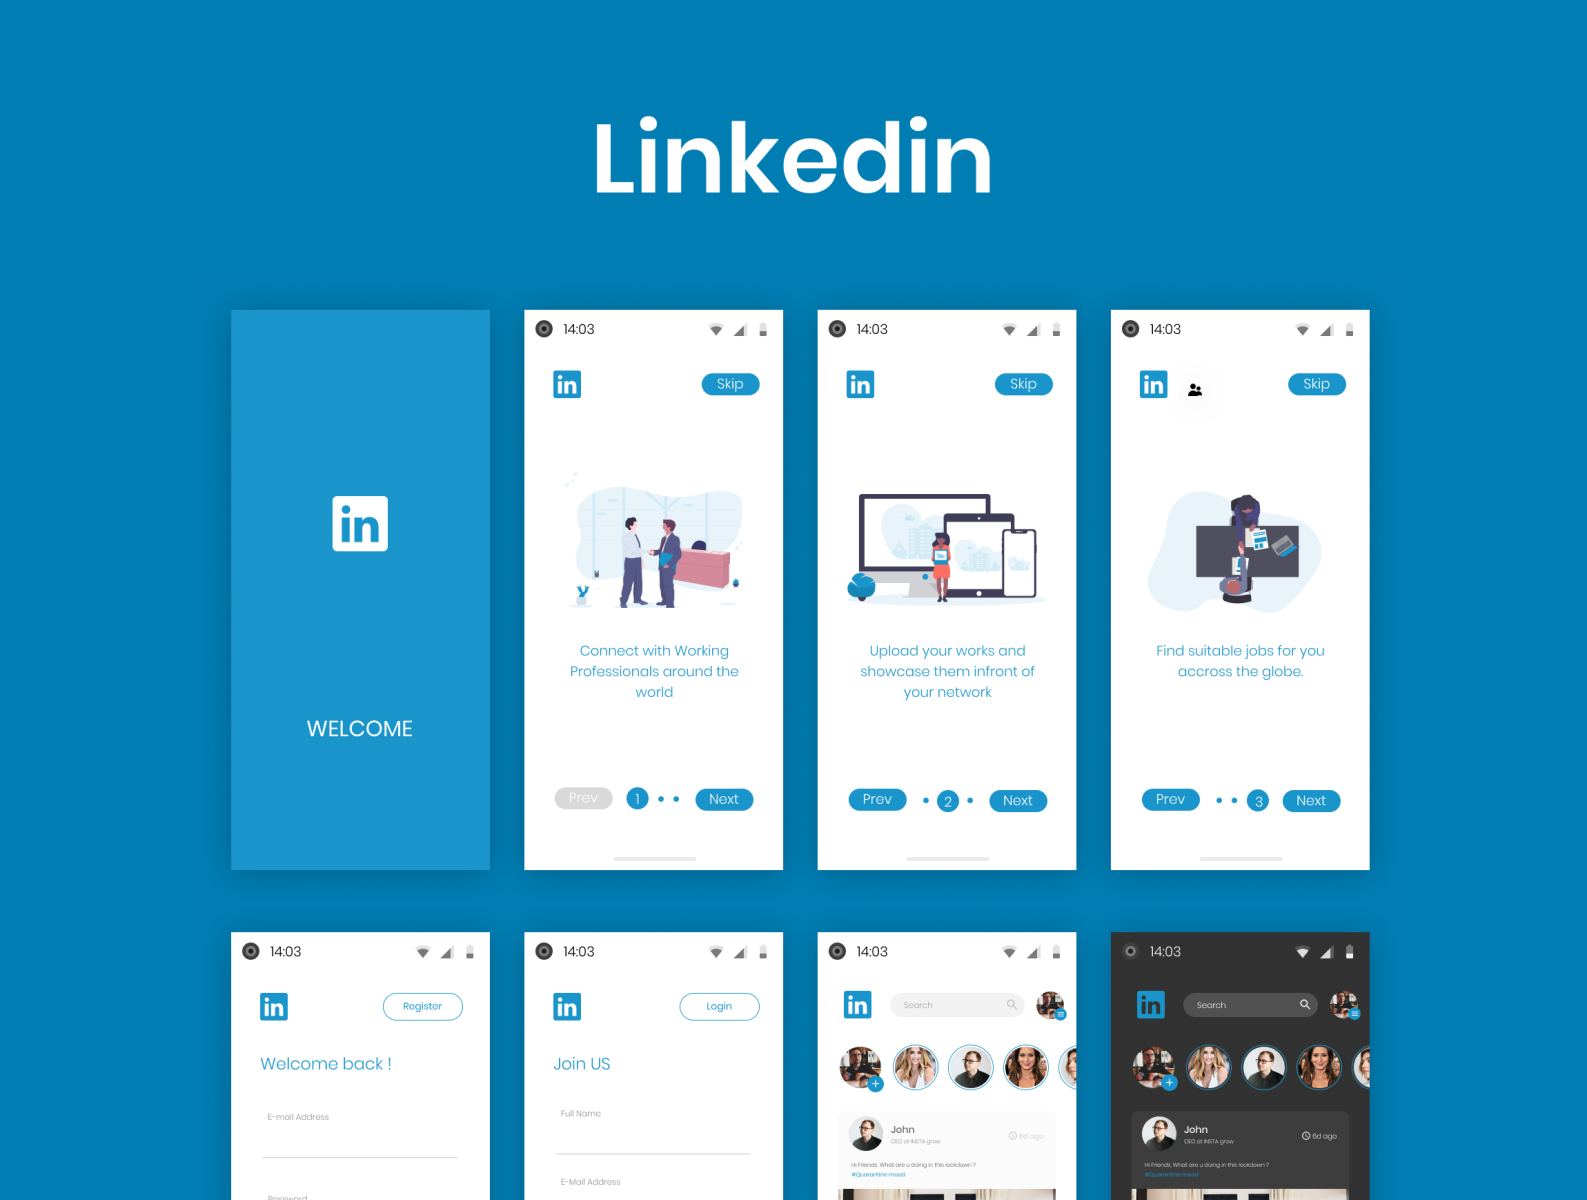 Linkedin
in
WELCOME
14:03
in
Skip
Connect with Working
Professionals around the
world
Prev
1
Next
14:03
in
Skip
Upload your works and
showcase them infront of
your network
Prev
2
Next
14:03
in
Skip
Find suitable jobs for you
accross the globe.
Prev
3
Next
14:03
in
Register
Welcome back !
E-mail Address
Password
14:03
in
Login
Join US
Full Name
E-Mail Address
14:03
in
Search
John
CEO at INSTA grow
6d ago
Hi Friends, What are u doing in this lockdown ?
#Quarantine mood
14:03
in
Search
John
CEO at INSTA grow
6d ago
Hi Friends, What are u doing in this lockdown ?
#Quarantine mood